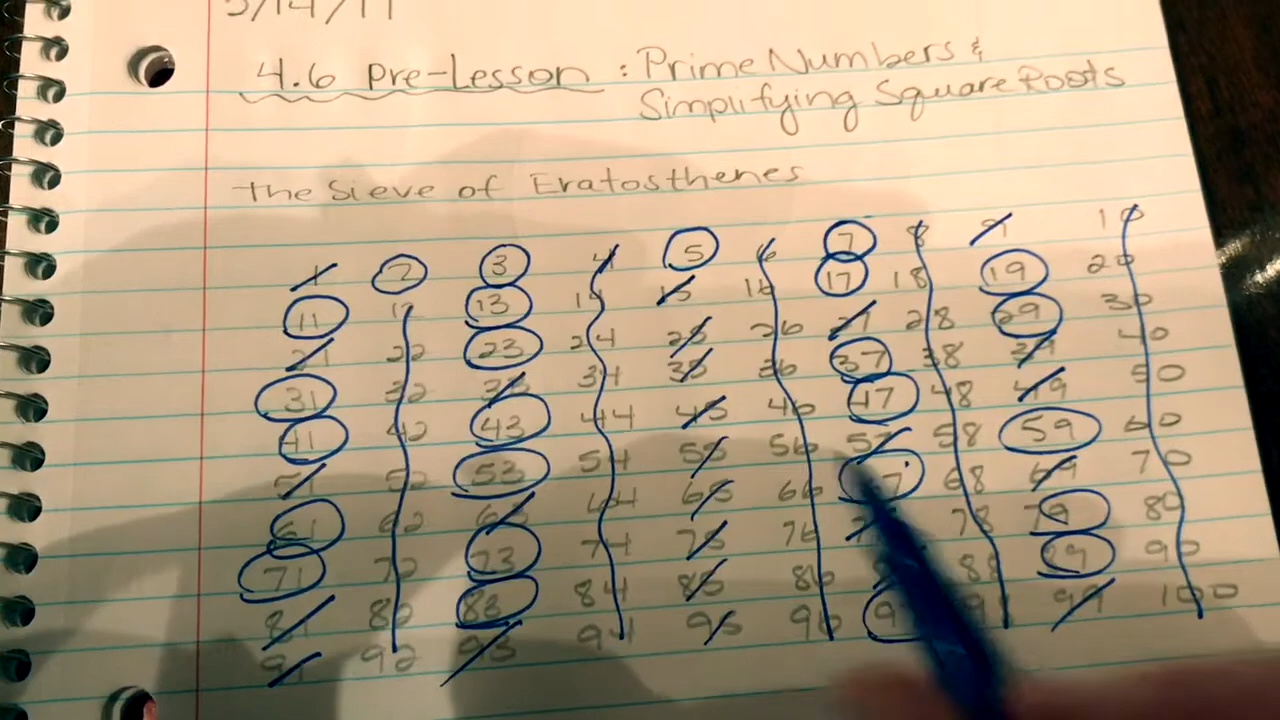 4.6 Pre-Lesson : Prime Numbers &
Simplifying Square Roots
The Sieve of Eratosthenes
1 2 3 4 5 6 7 8 9 10
11 12 13 14 15 16 17 18 19 20
21 22 23 24 25 26 27 28 29 30
31 32 33 34 35 36 37 38 39 40
41 42 43 44 45 46 47 48 49 50
51 52 53 54 55 56 57 58 59 60
61 62 63 64 65 66 67 68 69 70
71 72 73 74 75 76 78 79 80
81 82 83 84 85 86 88 89 90
91 92 93 94 95 96 99 100